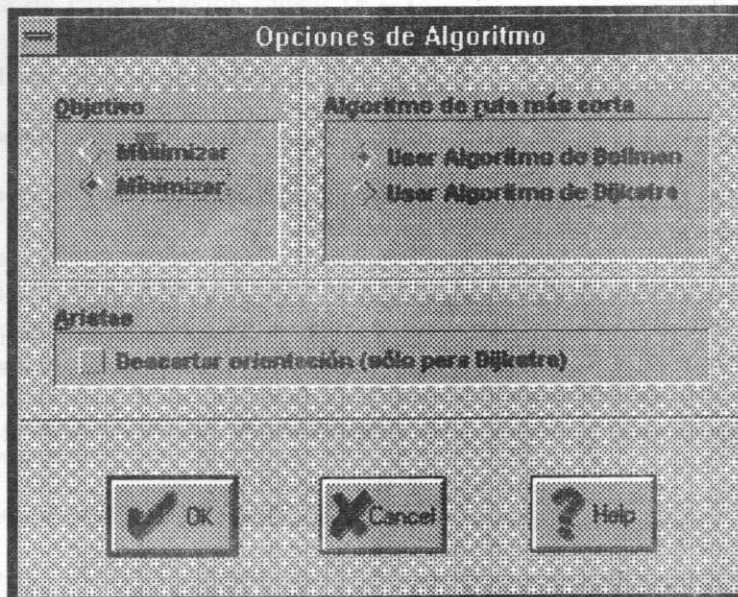 Opciones de Algoritmo
Objetivo
Maximizar
Minimizar
Algoritmo de ruta más corta
Usar Algoritmo de Bellman
Usar Algoritmo de Dijkstra
Aristas
Descartar orientación (sólo para Dijkstra)
OK
Cancel
Help